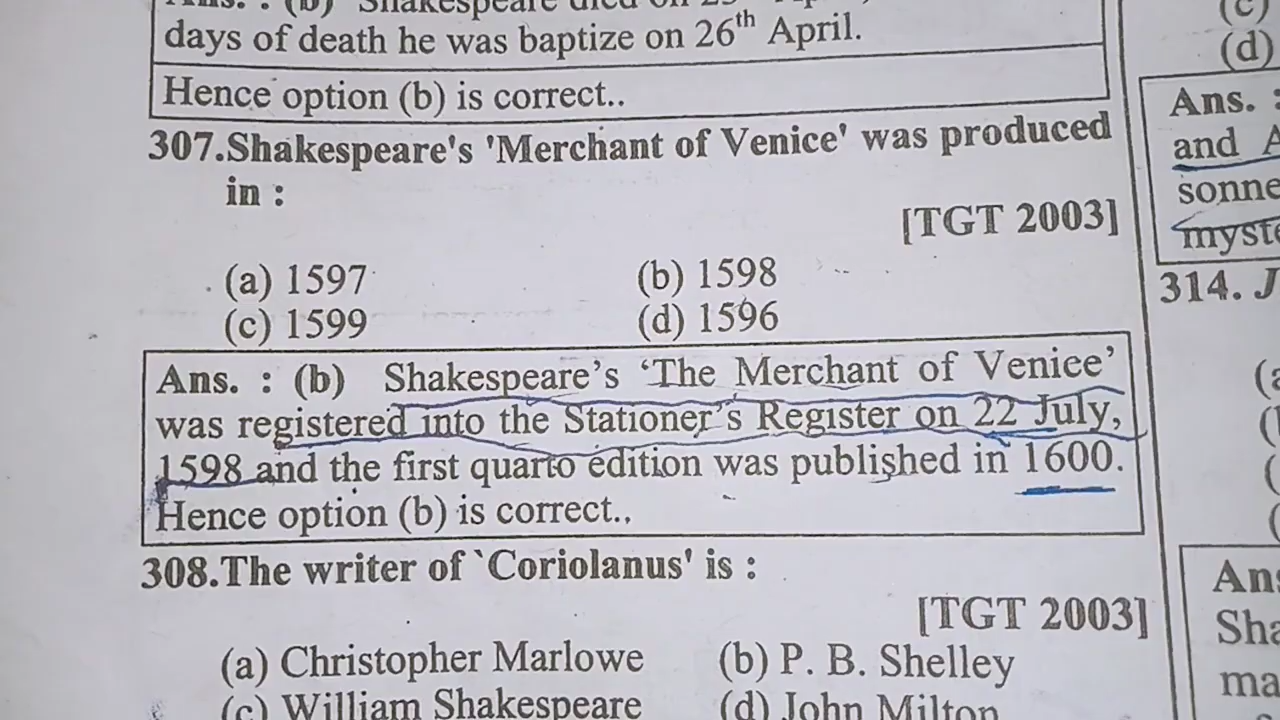 days of death he was baptize on 26th April.
Hence option (b) is correct..
307.Shakespeare's 'Merchant of Venice' was produced
in :
[TGT 2003]
(a) 1597 (b) 1598
(c) 1599 (d) 1596
Ans. : (b) Shakespeare’s ‘The Merchant of Veniee’
was registered into the Stationer’s Register on 22 July,
1598 and the first quarto edition was published in 1600.
Hence option (b) is correct..
308.The writer of `Coriolanus' is :
[TGT 2003]
(a) Christopher Marlowe (b) P. B. Shelley
(c) William Shakespeare (d) John Milton
(c)
(d)
Ans. :
and
314.